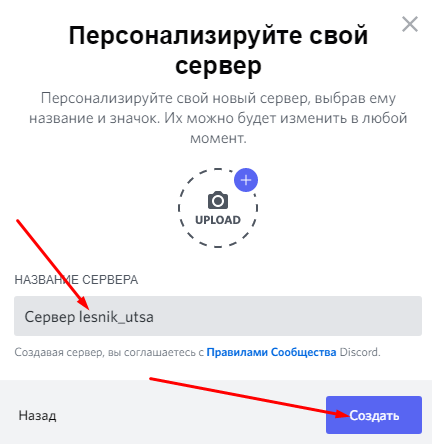 Персонализируйте свой
сервер
Персонализируйте свой новый сервер, выбрав ему
название и значок. Их можно будет изменить в любой
момент.
UPLOAD
НАЗВАНИЕ СЕРВЕРА
Сервер lesnik_utsa
Создавая сервер, вы соглашаетесь с Правилами Сообщества Discord.
Назад
Создать